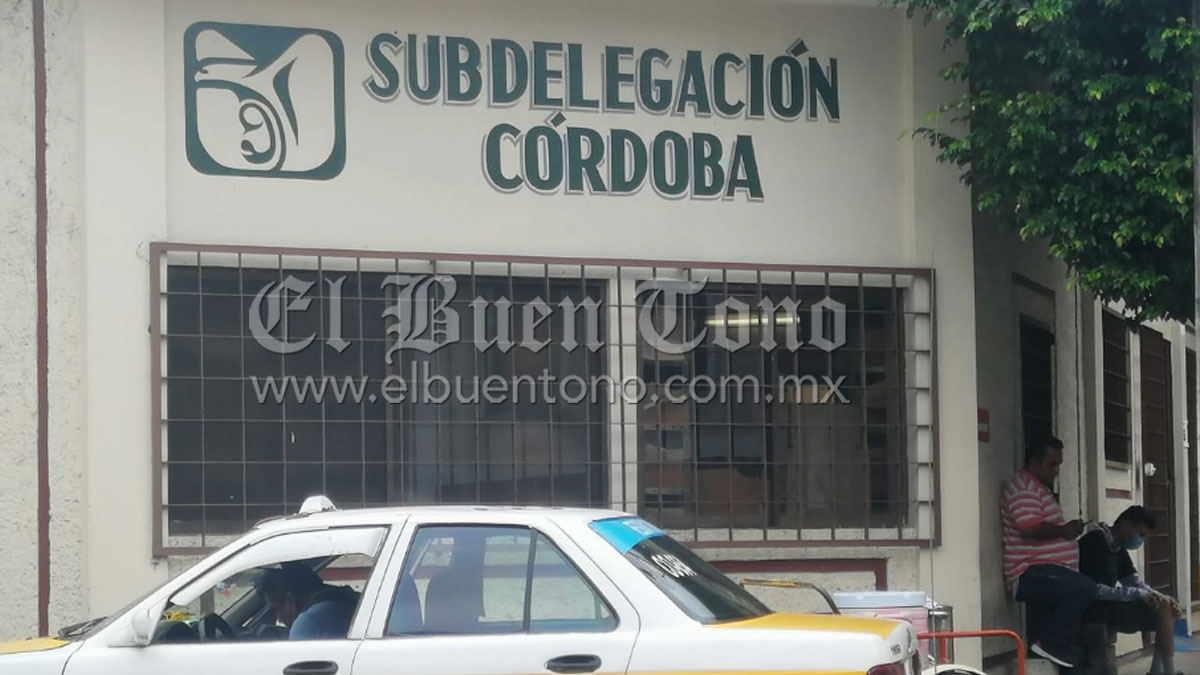 SUBDELEGACIÓN
CÓRDOBA
El Buen Tono
www.elbuentono.com.mx